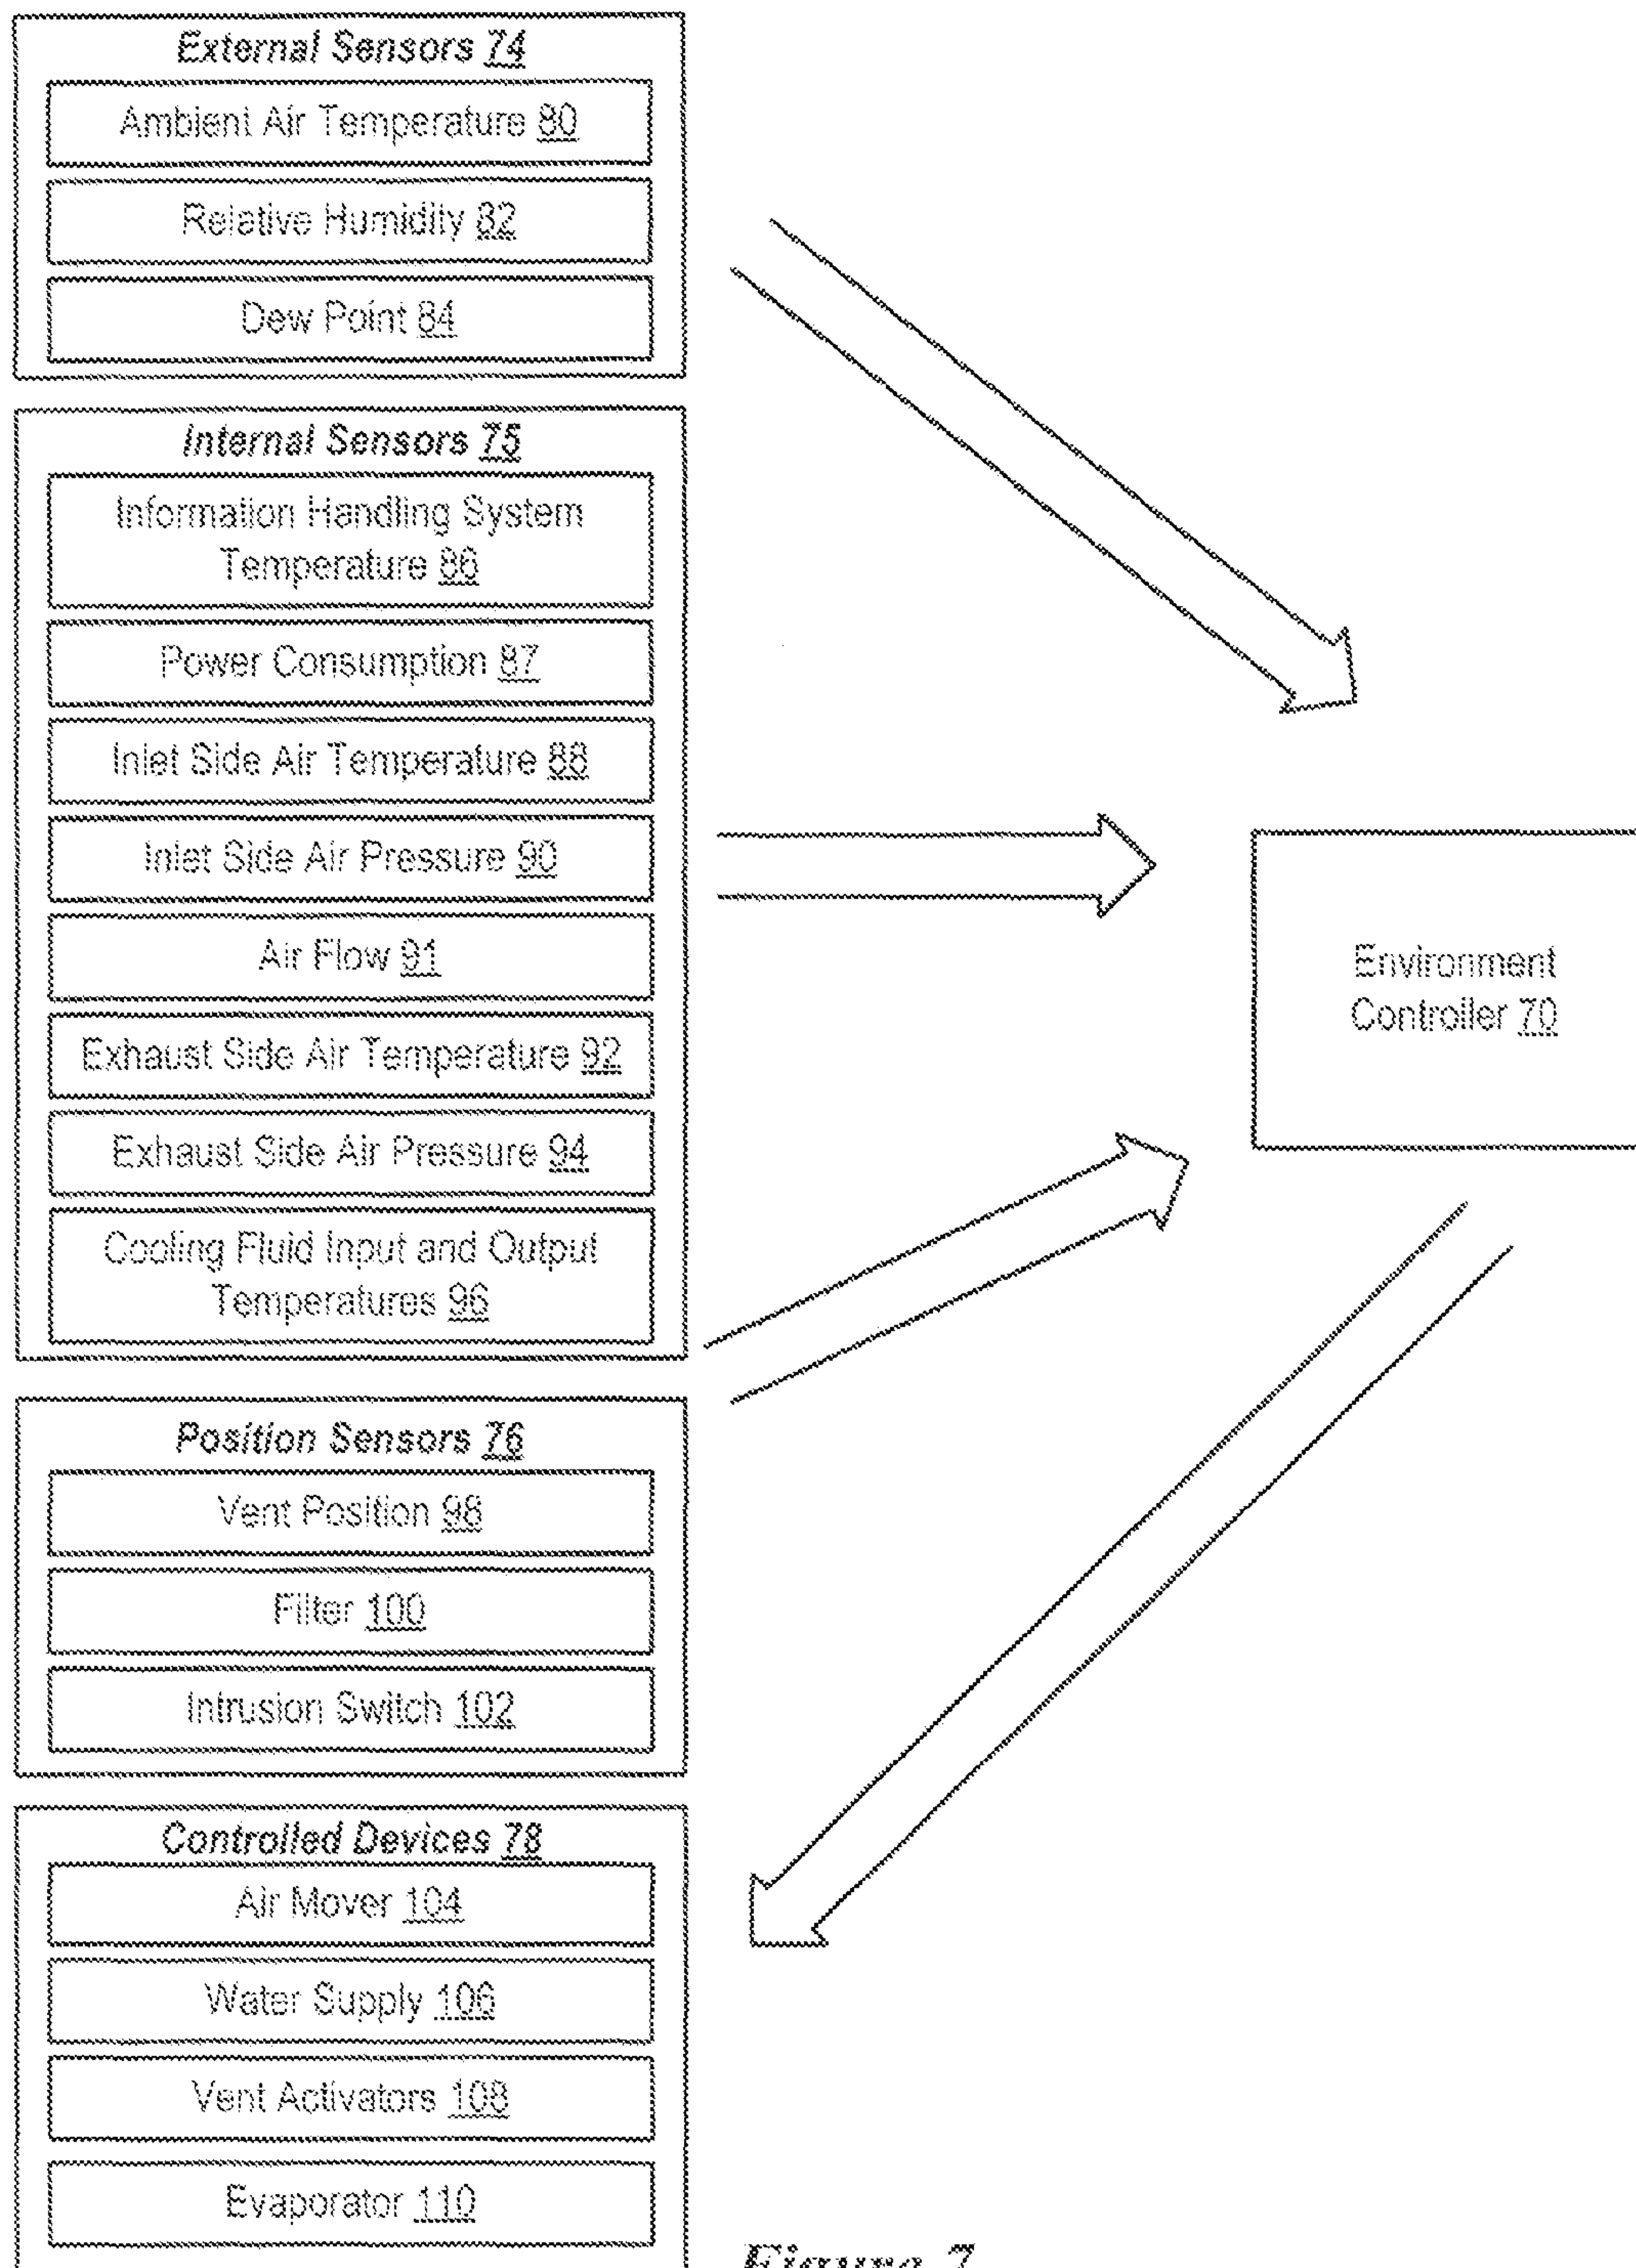 External Sensors 74
Ambient Air Temperature 80
Relative Humidity 82
Dew Point 84
Internal Sensors 75
Information Handling System
Temperature 86
Power Consumption 87
Inlet Side Air Temperature 88
Inlet Side Air Pressure 90
Air Flow 91
Exhaust Side Air Temperature 92
Exhaust Side Air Pressure 94
Cooling Fluid Input and Output
Temperatures 96
Environment
Controller 70
Position Sensors 76
Vent Position 98
Filter 100
Intrusion Switch 102
Controlled Devices 78
Air Mover 104
Water Supply 106
Vent Activators 108
Evaporator 110
Figure 7